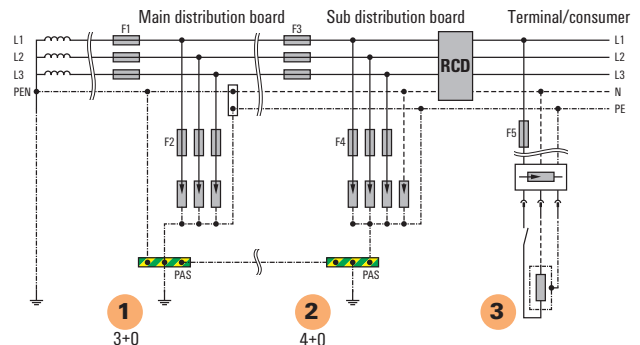 Main distribution board
Sub distribution board
Terminal/consumer
F1
F3
L1
L1
L2
L2
L3
L3
RCD
PEN
N
PE
F2
F4
F5
PAS
PAS
1
2
3
3+0
4+0